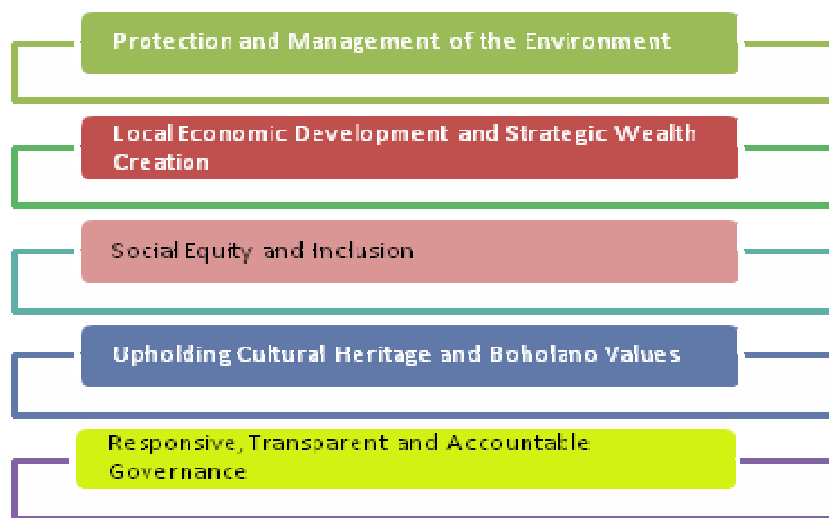 Protection and Management of the Environment
Local Economic Development and Strategic Wealth
Creation
Social Equity and Inclusion
Upholding Cultural Heritage and Boholano Values
Responsive, Transparent and Accountable
Governance